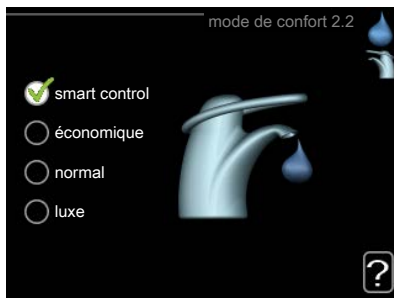 mode de confort 2.2
smart control
économique
normal
luxe
?